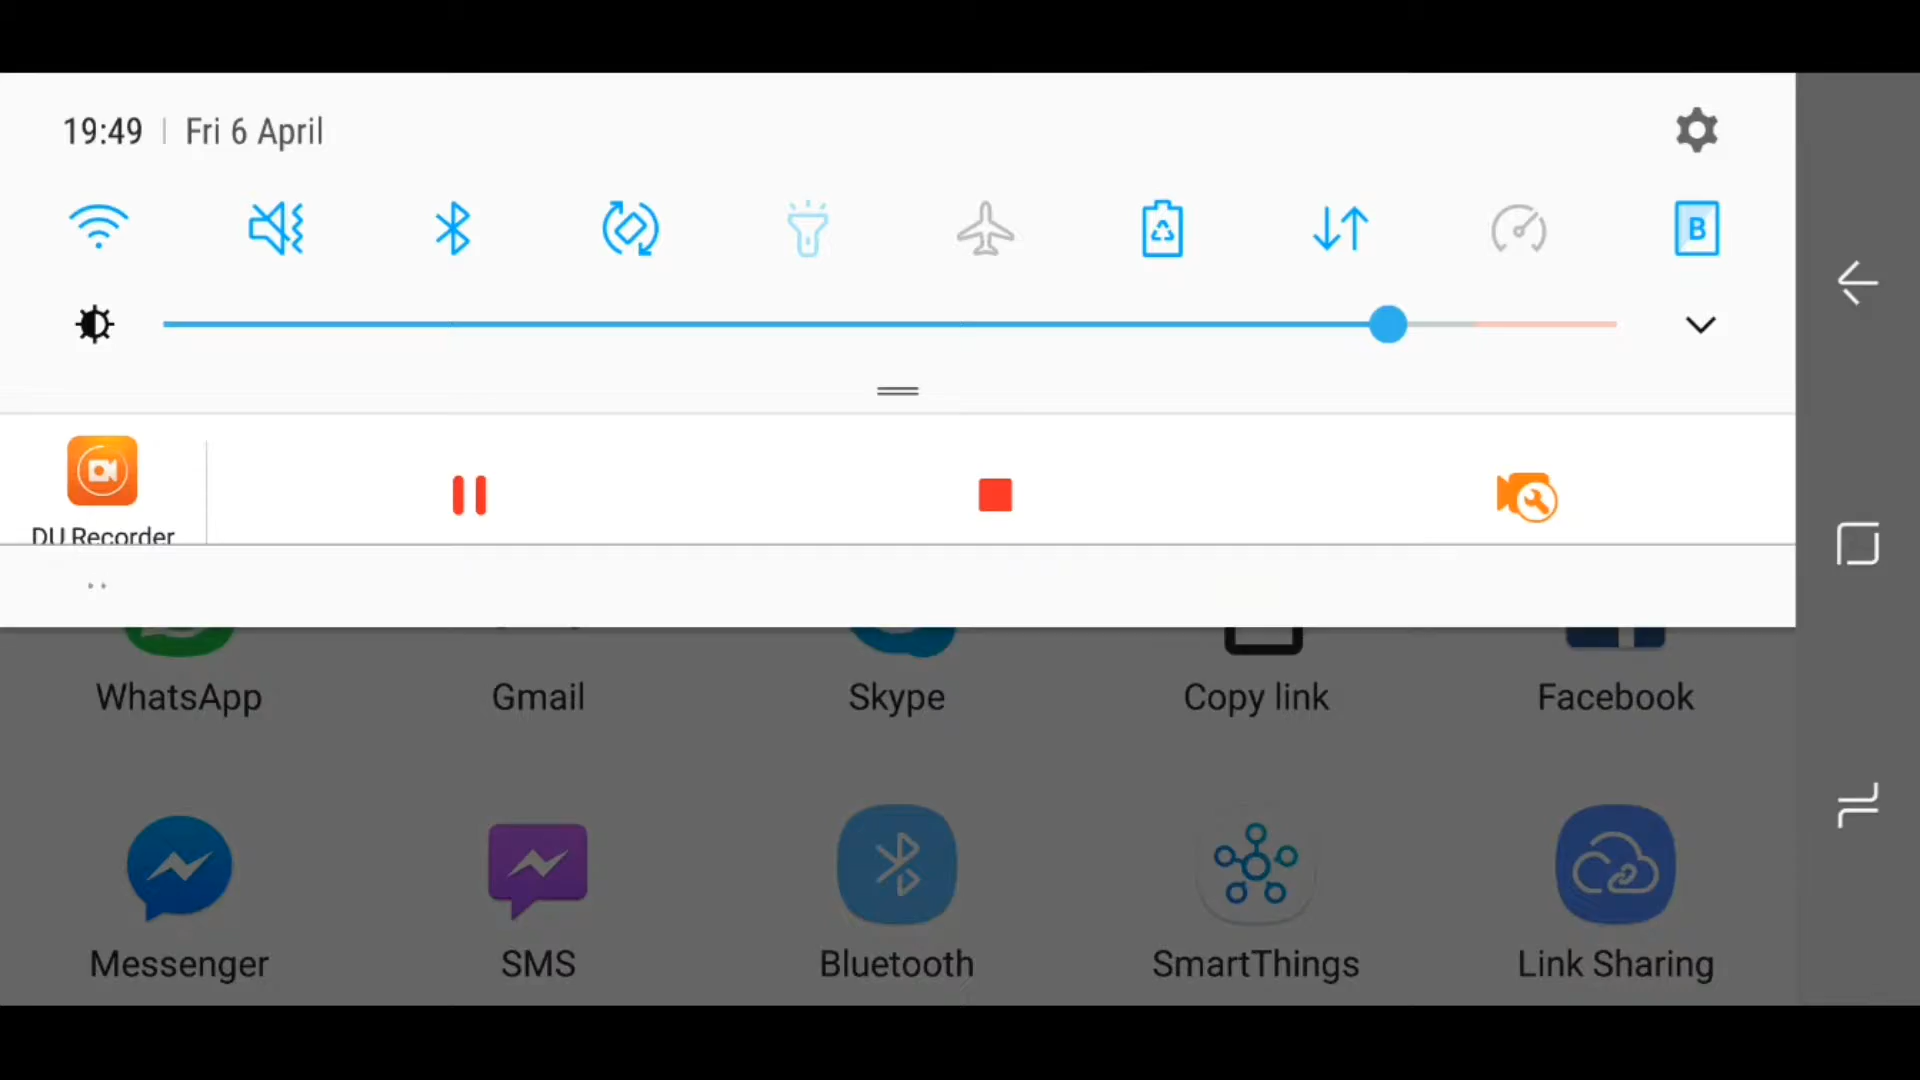 19:49 | Fri 6 April
B
DU Recorder
WhatsApp Gmail Skype Copy link Facebook
Messenger SMS Bluetooth SmartThings Link Sharing